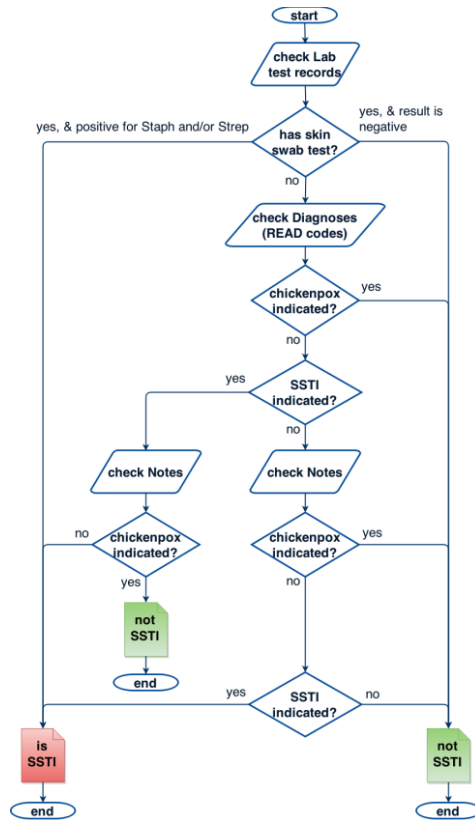 start
check Lab
test records
yes, & positive for Staph and/or Strep
yes, & result is
negative
has skin
swab test?
no
check Diagnoses
(READ codes)
chickenpox
indicated?
yes
no
yes
SSTI
indicated?
no
check Notes
check Notes
no
chickenpox
indicated?
chickenpox
indicated?
yes
yes
no
not
SSTI
end
yes
SSTI
indicated?
no
is
SSTI
not
SSTI
end
end